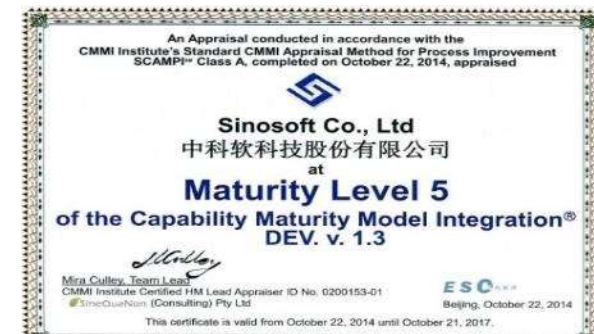 An Appraisal conducted in accordance with the
CMMI Institute's Standard CMMI Appraisal Method for Process Improvement
SCAMPI℠ Class A, completed on October 22, 2014, appraised
Sinosoft Co., Ltd
中科软科技股份有限公司
at
Maturity Level 5
of the Capability Maturity Model Integration®
DEV. v. 1.3
Mira Culley, Team Lead
CMMI Institute Certified HM Lead Appraiser ID No. 0200153-01
SineQuaNon (Consulting) Pty Ltd
ESC
Beijing, October 22, 2014
This certificate is valid from October 22, 2014 until October 21, 2017.